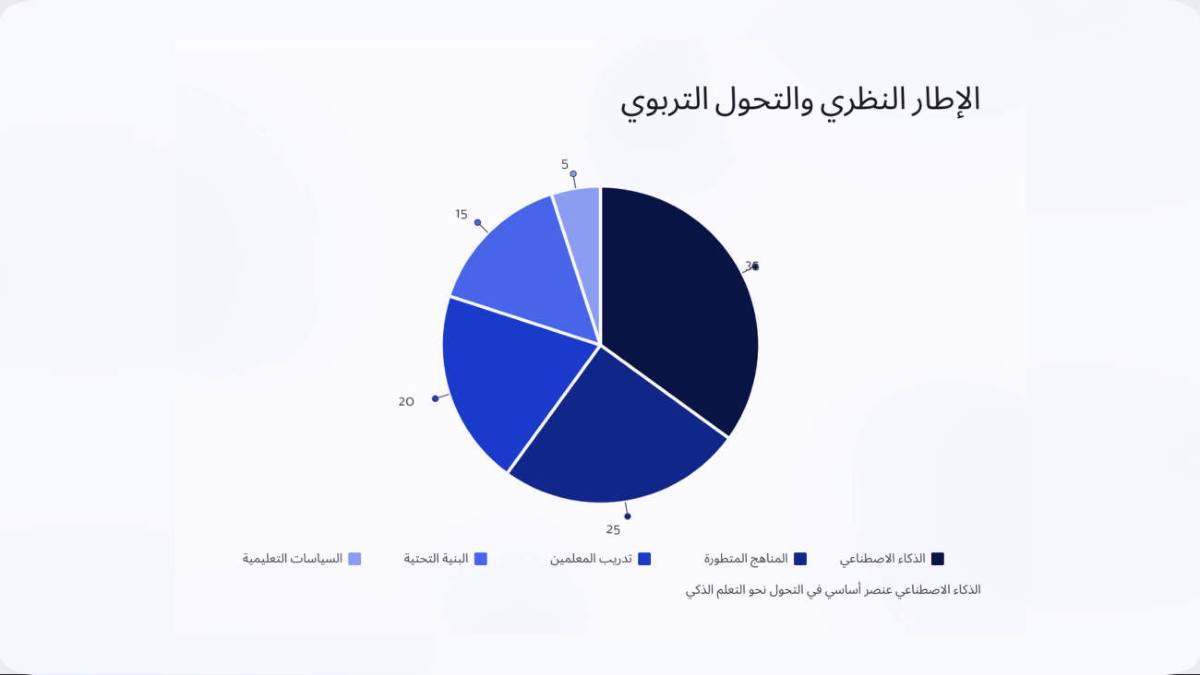 الإطار النظري والتحول التربوي
5
15
35
20
25
الذكاء الاصطناعي
المناهج المتطورة
تدريب المعلمين
البنية التحتية
السياسات التعليمية
الذكاء الاصطناعي عنصر أساسي في التحول نحو التعلم الذكي